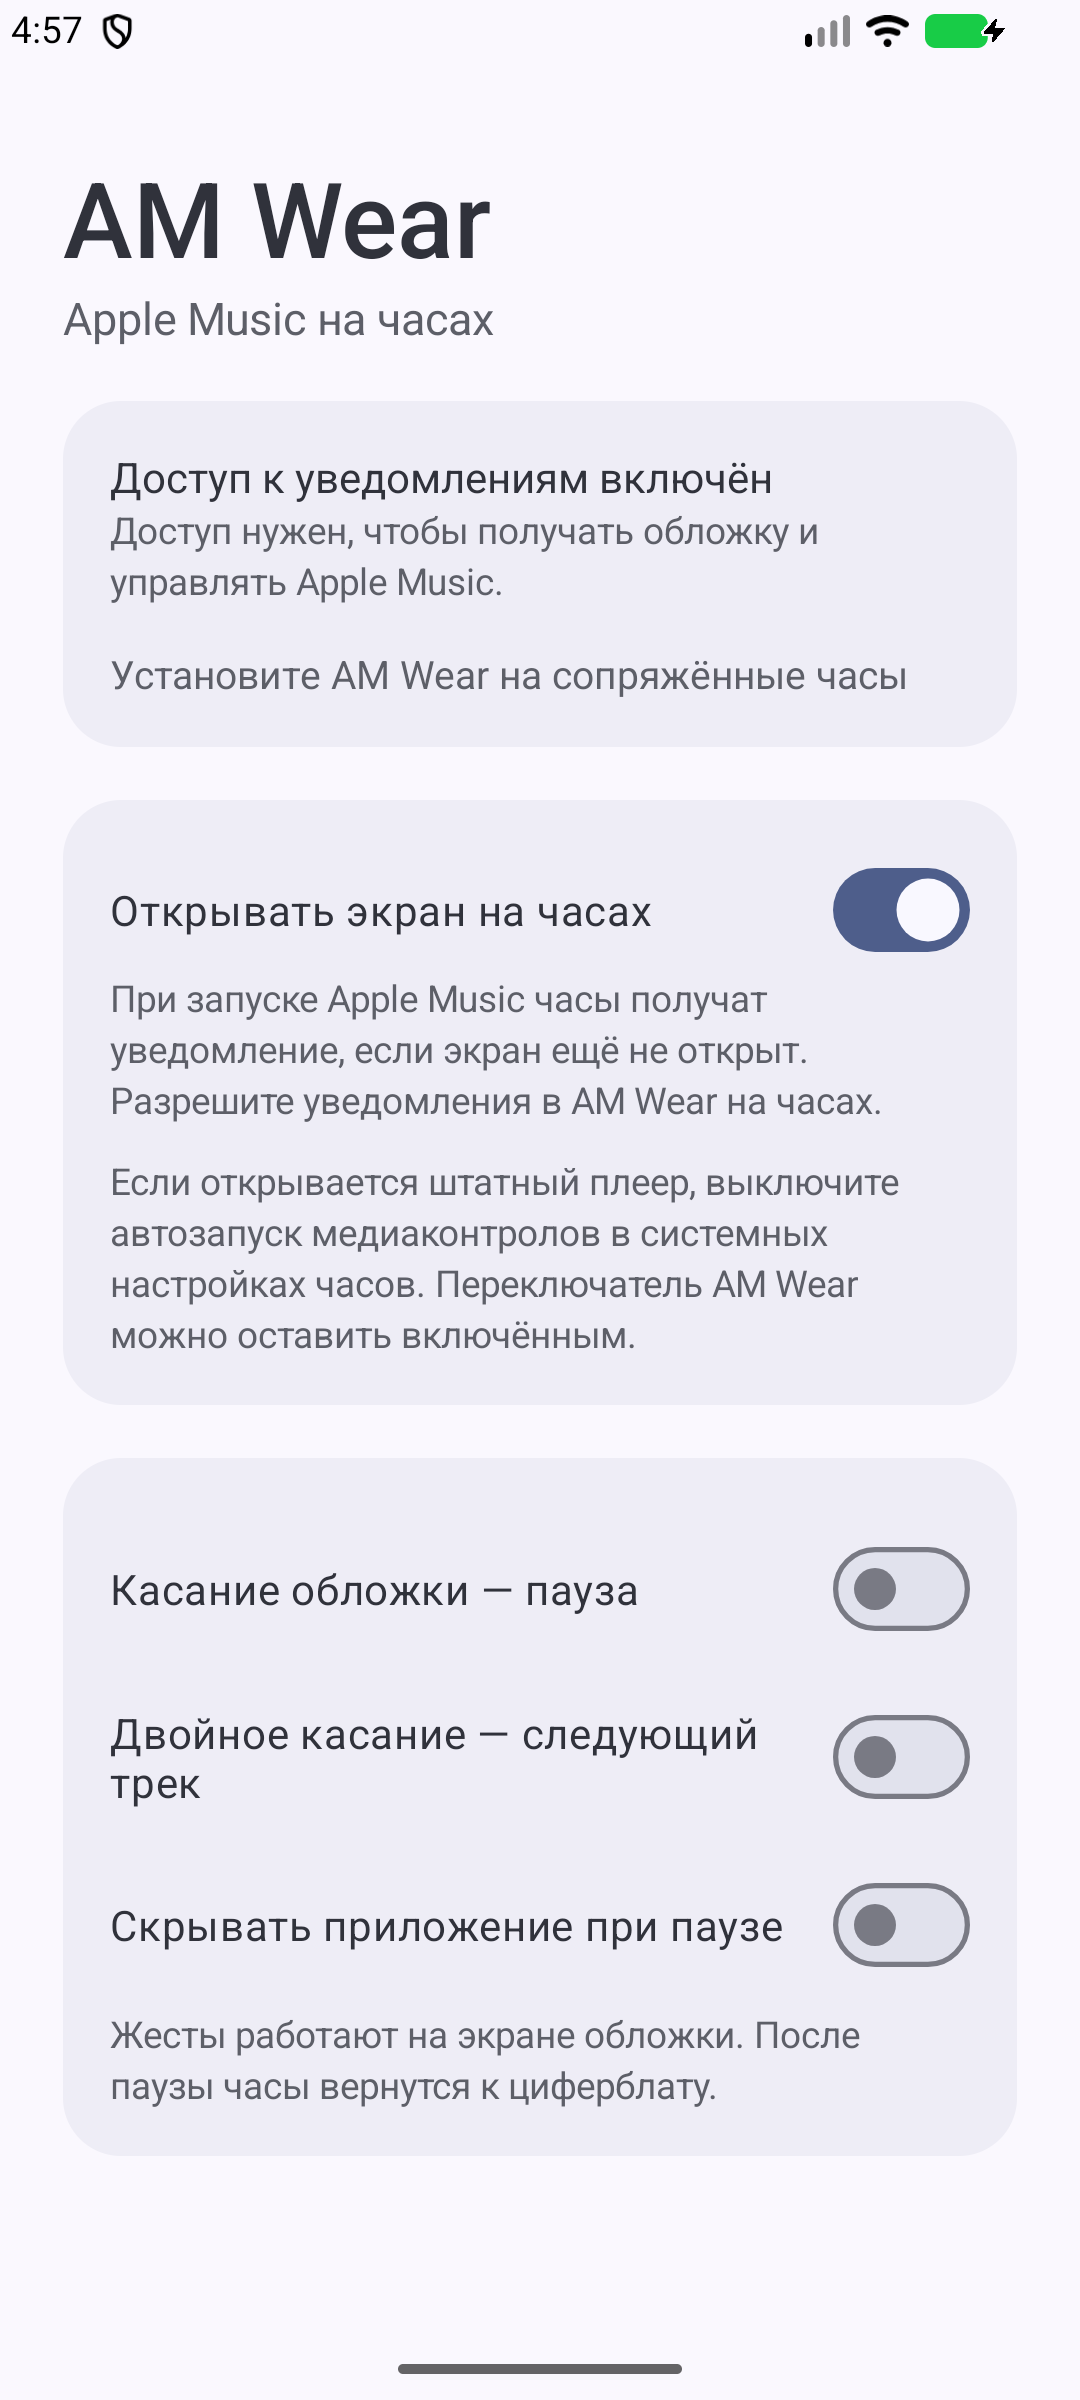 4:57
AM Wear
Apple Music на часах
Доступ к уведомлениям включён
Доступ нужен, чтобы получать обложку и
управлять Apple Music.
Установите AM Wear на сопряжённые часы
Открывать экран на часах
При запуске Apple Music часы получат
уведомление, если экран ещё не открыт.
Разрешите уведомления в AM Wear на часах.
Если открывается штатный плеер, выключите
автозапуск медиаконтролов в системных
настройках часов. Переключатель AM Wear
можно оставить включённым.
Касание обложки — пауза
Двойное касание — следующий
трек
Скрывать приложение при паузе
Жесты работают на экране обложки. После
паузы часы вернутся к циферблату.